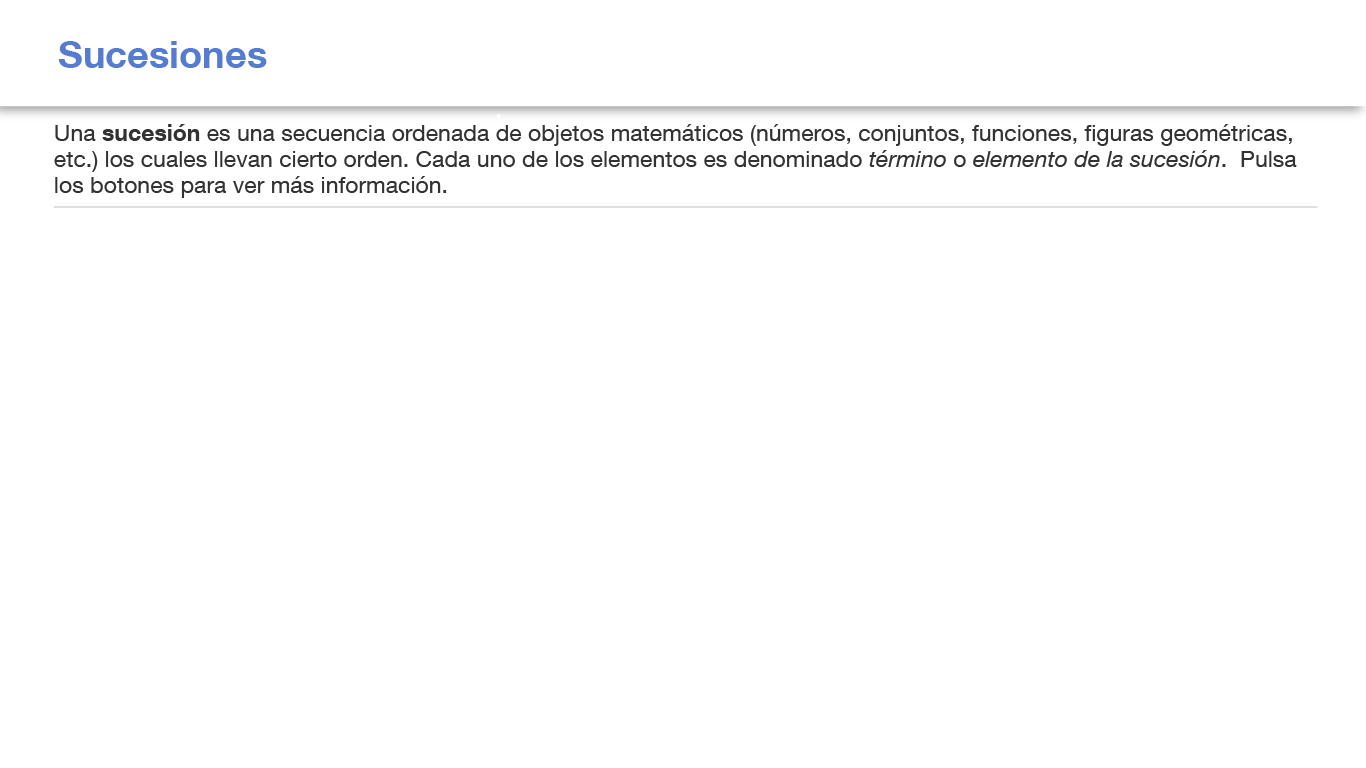 Sucesiones
Una sucesión es una secuencia ordenada de objetos matemáticos (números, conjuntos, funciones, figuras geométricas,
etc.) los cuales llevan cierto orden. Cada uno de los elementos es denominado término o elemento de la sucesión.  Pulsa
los botones para ver más información.